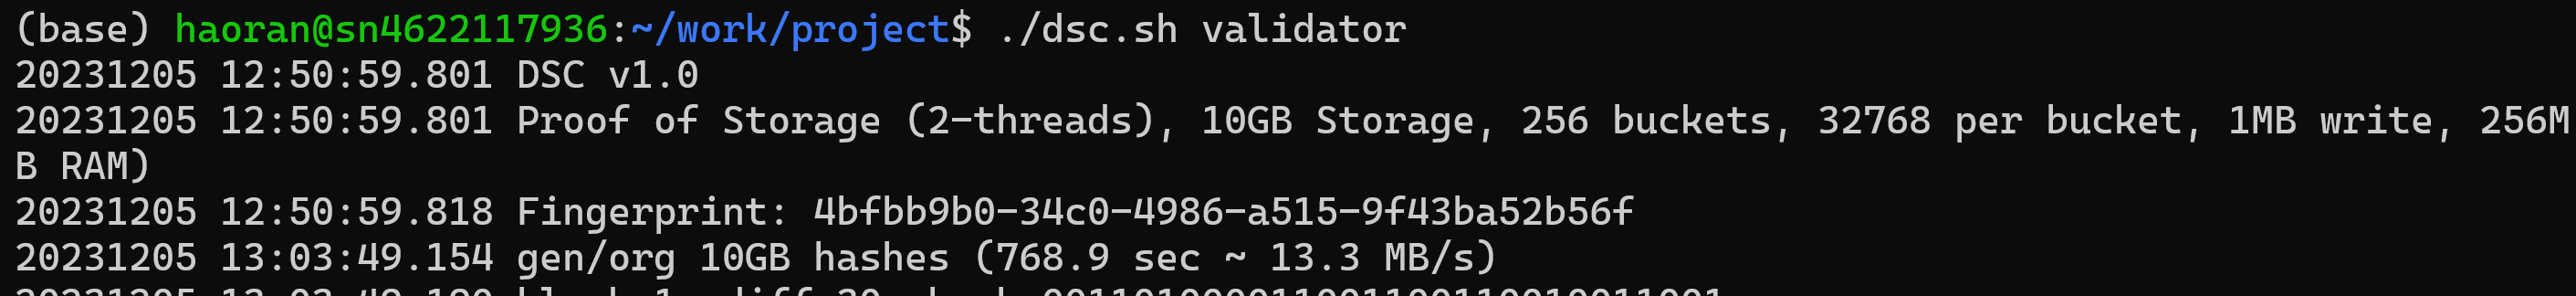 (base) haoran@sn4622117936:~/work/project$ ./dsc.sh validator
20231205 12:50:59.801 DSC v1.0
20231205 12:50:59.801 Proof of Storage (2-threads), 10GB Storage, 256 buckets, 32768 per bucket, 1MB write, 256M
B RAM)
20231205 12:50:59.818 Fingerprint: 4bfbb9b0-34c0-4986-a515-9f43ba52b56f
20231205 13:03:49.154 gen/org 10GB hashes (768.9 sec ~ 13.3 MB/s)